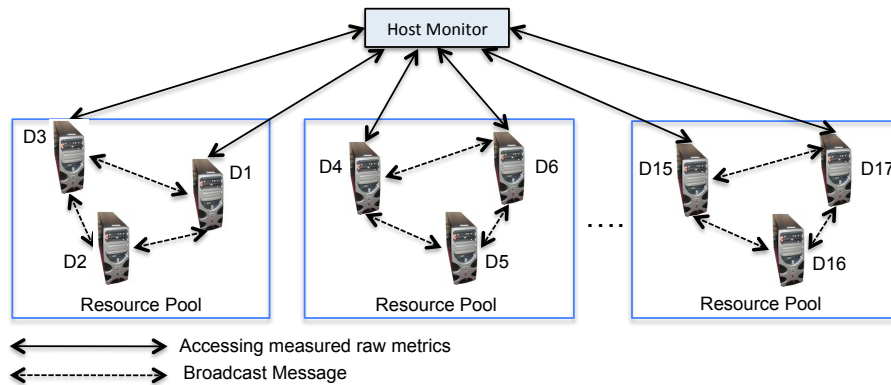 Host Monitor
D3
D1
D2
Resource Pool
D4
D6
D5
Resource Pool
....
D15
D17
D16
Resource Pool
Accessing measured raw metrics
Broadcast Message